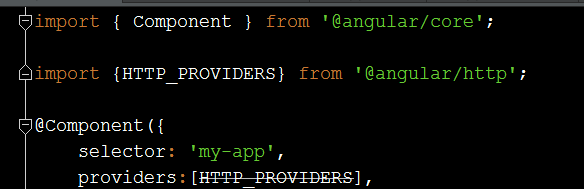 import { Component } from '@angular/core';
import {HTTP_PROVIDERS} from '@angular/http';
@Component({
selector: 'my-app',
providers:[HTTP_PROVIDERS],